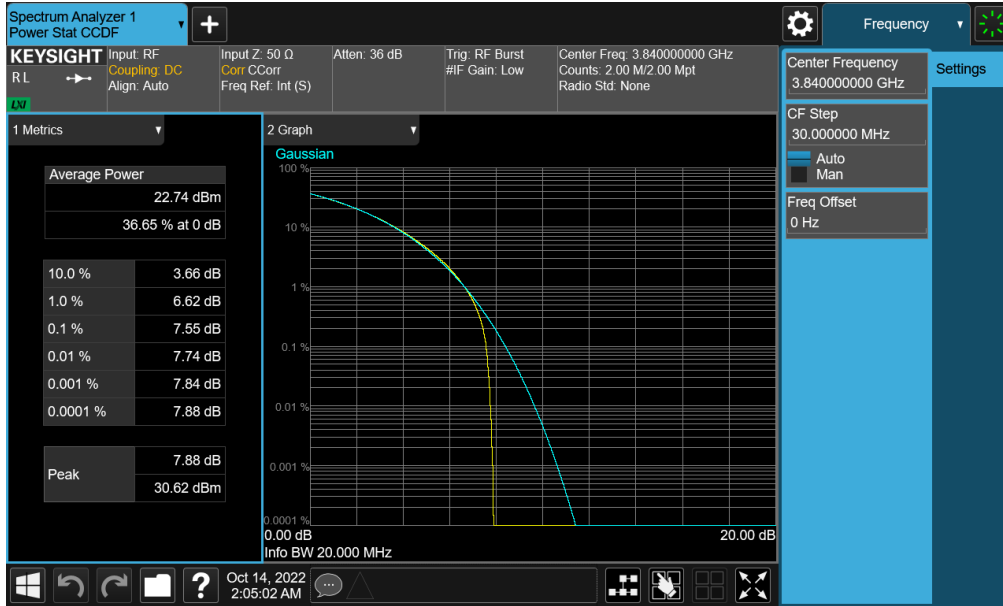 Spectrum Analyzer 1
Power Stat CCDF
+
Frequency
KEYSIGHT
RL
LXI
Input: RF
Coupling: DC
Align: Auto
Input Z: 50 Ω
Corr CCorr
Freq Ref: Int (S)
Atten: 36 dB
Trig: RF Burst
#IF Gain: Low
Center Freq: 3.840000000 GHz
Counts: 2.00 M/2.00 Mpt
Radio Std: None
Center Frequency
3.840000000 GHz
Settings
CF Step
30.000000 MHz
Auto
Man
Freq Offset
0 Hz
1 Metrics
Average Power
22.74 dBm
36.65 % at 0 dB
10.0 % 3.66 dB
1.0 % 6.62 dB
0.1 % 7.55 dB
0.01 % 7.74 dB
0.001 % 7.84 dB
0.0001 % 7.88 dB
Peak
7.88 dB
30.62 dBm
2 Graph
Gaussian
100 %
10 %
1 %
0.1 %
0.01 %
0.001 %
0.0001 %
0.00 dB
20.00 dB
Info BW 20.000 MHz
?
Oct 14, 2022
2:05:02 AM